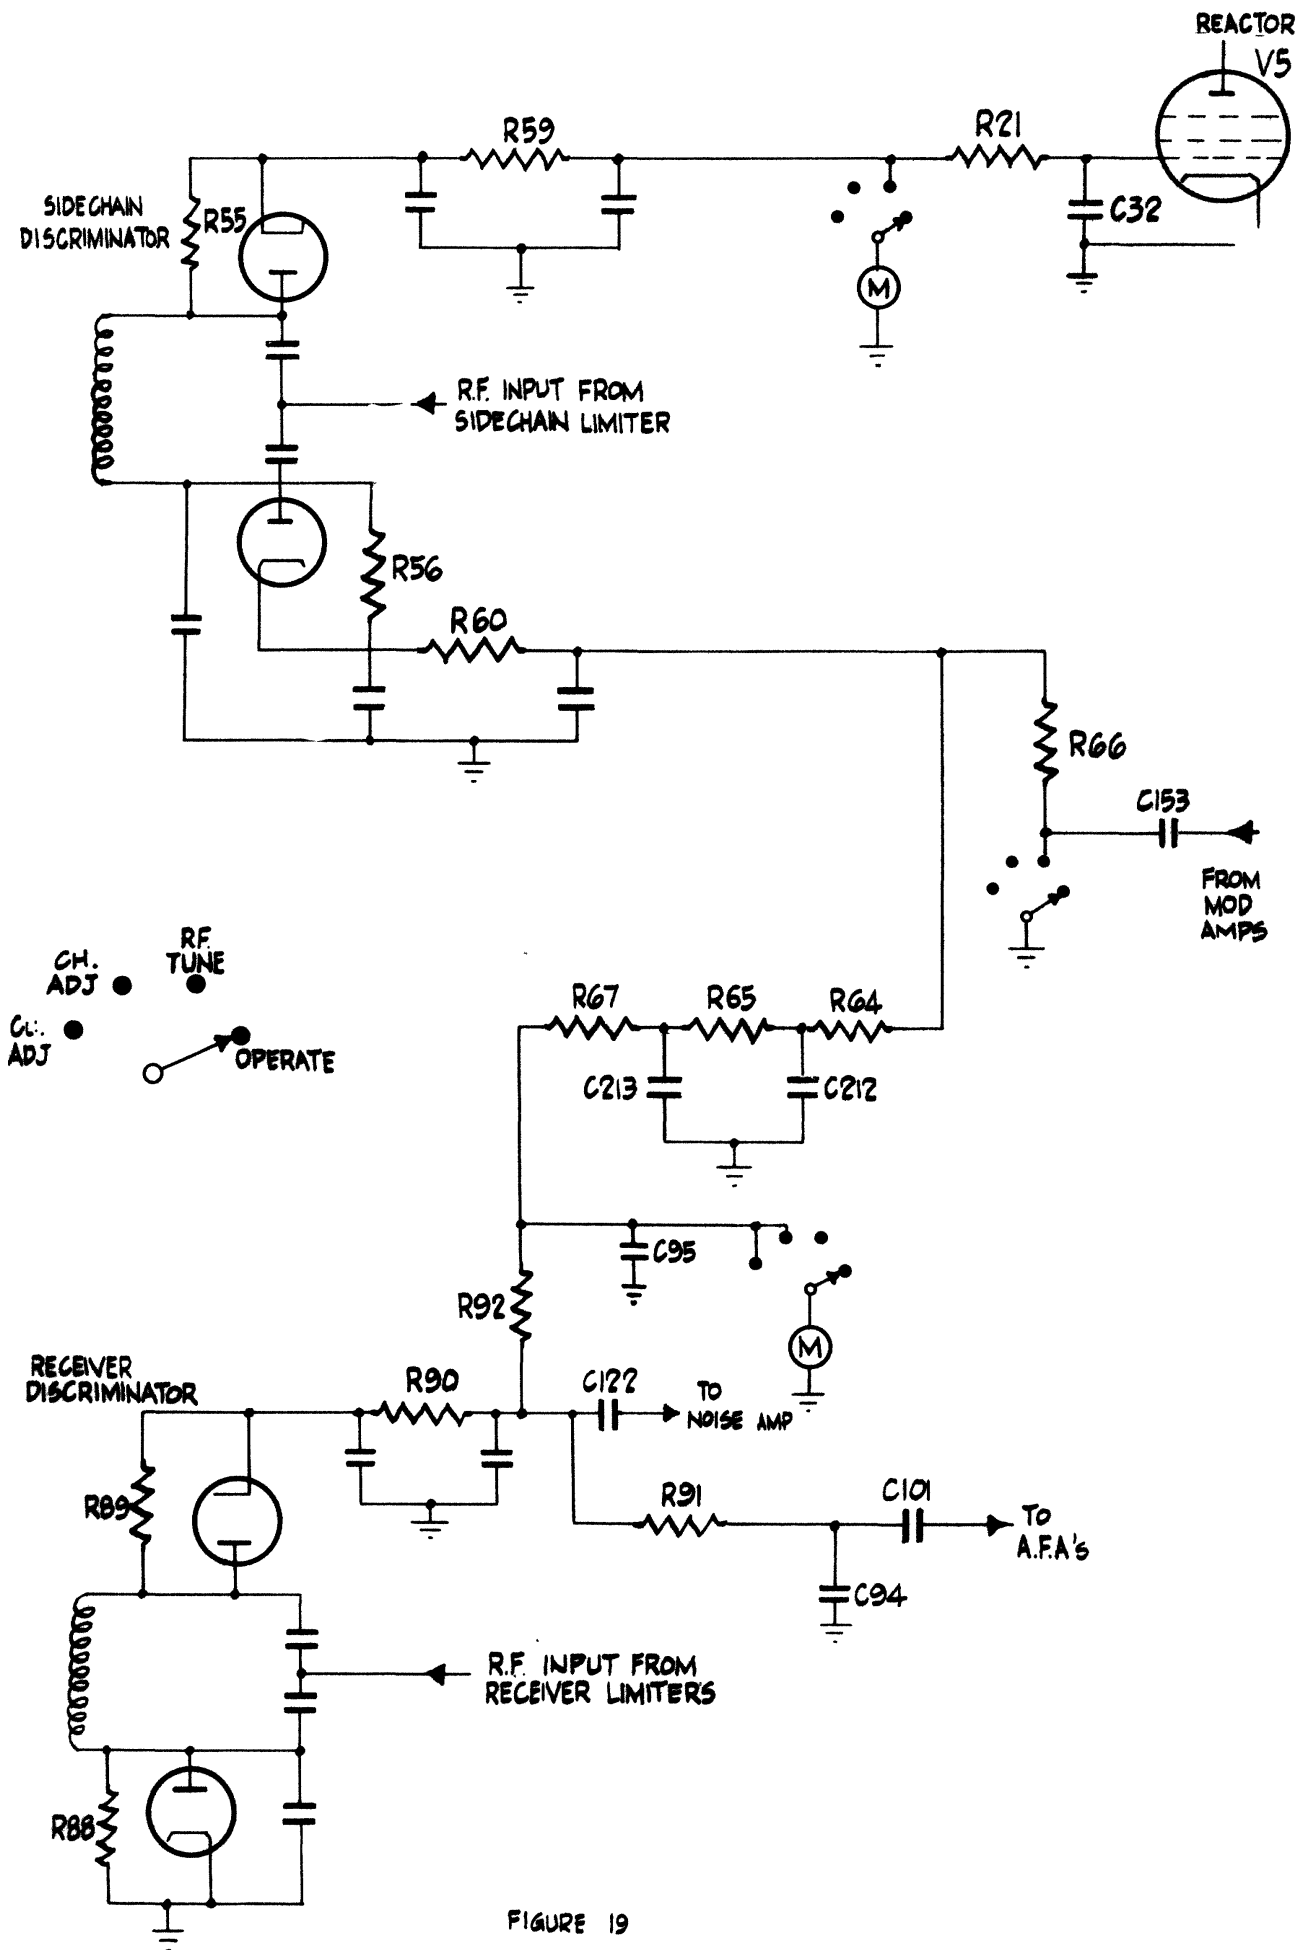 REACTOR
V5
R59
R21
SIDECHAIN
DISCRIMINATOR
R55
C32
M
R.F. INPUT FROM
SIDECHAIN LIMITER
R56
R60
R66
C153
FROM
MOD
AMPS
R.F.
TUNE
CH.
ADJ
ADJ
OPERATE
R67
R65
R64
C213
C212
C95
R92
M
RECEIVER
DISCRIMINATOR
R90
C122
TO
NOISE AMP
R89
R91
C101
TO
A.F.A's
C94
R.F. INPUT FROM
RECEIVER LIMITERS
R88
FIGURE 19